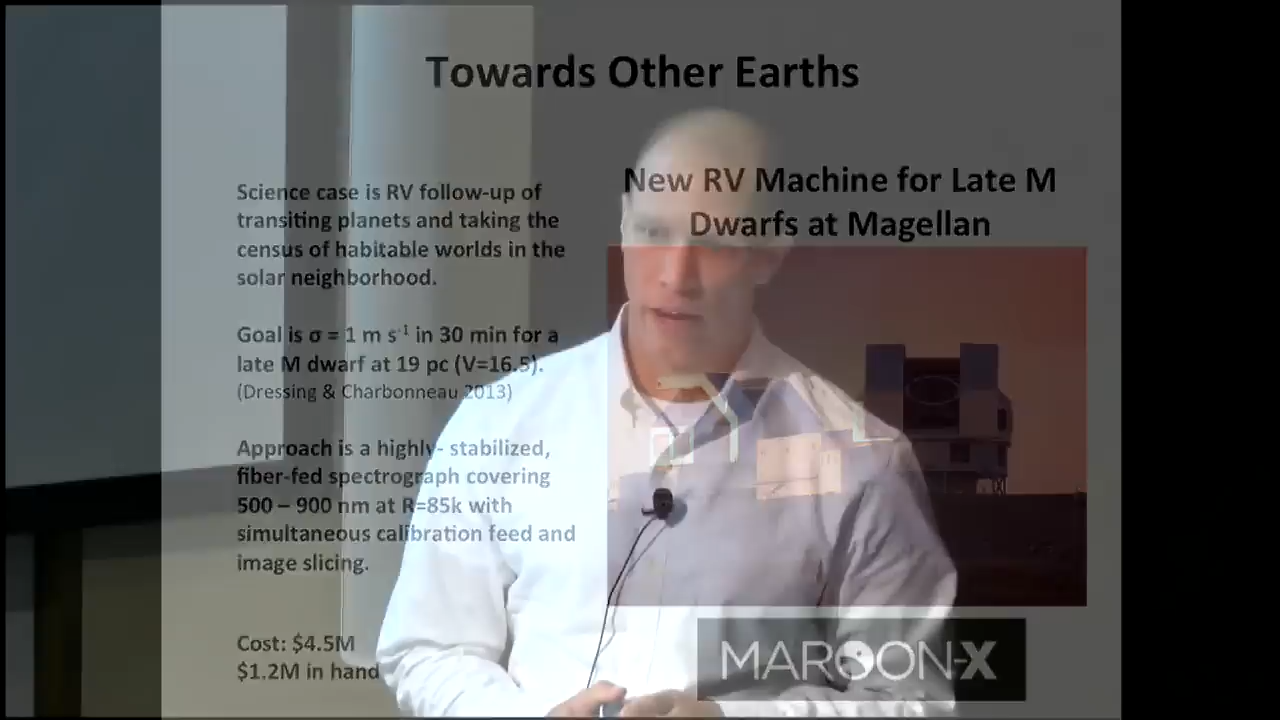 Towards Other Earths
Science case is RV follow-up of
transiting planets and taking the
census of habitable worlds in the
solar neighborhood.
Goal is σ = 1 m s⁻¹ in 30 min for a
late M dwarf at 19 pc (V=16.5).
(Dressing & Charbonneau 2013)
Approach is a highly- stabilized,
fiber-fed spectrograph covering
500 – 900 nm at R=85k with
simultaneous calibration feed and
image slicing.
Cost: $4.5M
$1.2M in hand
New RV Machine for Late M
Dwarfs at Magellan
MAROON-X